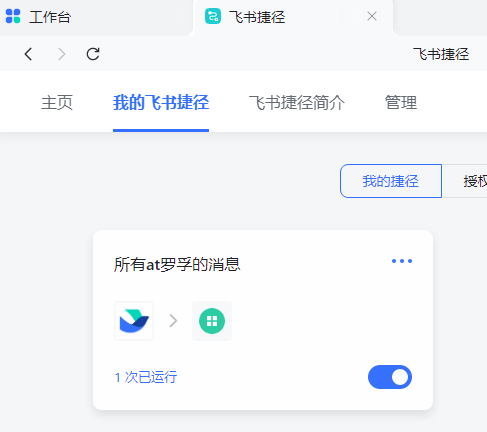 工作台
飞书捷径
飞书捷径
主页
我的飞书捷径
飞书捷径简介
管理
我的捷径
授权
所有at罗孚的消息
1 次已运行